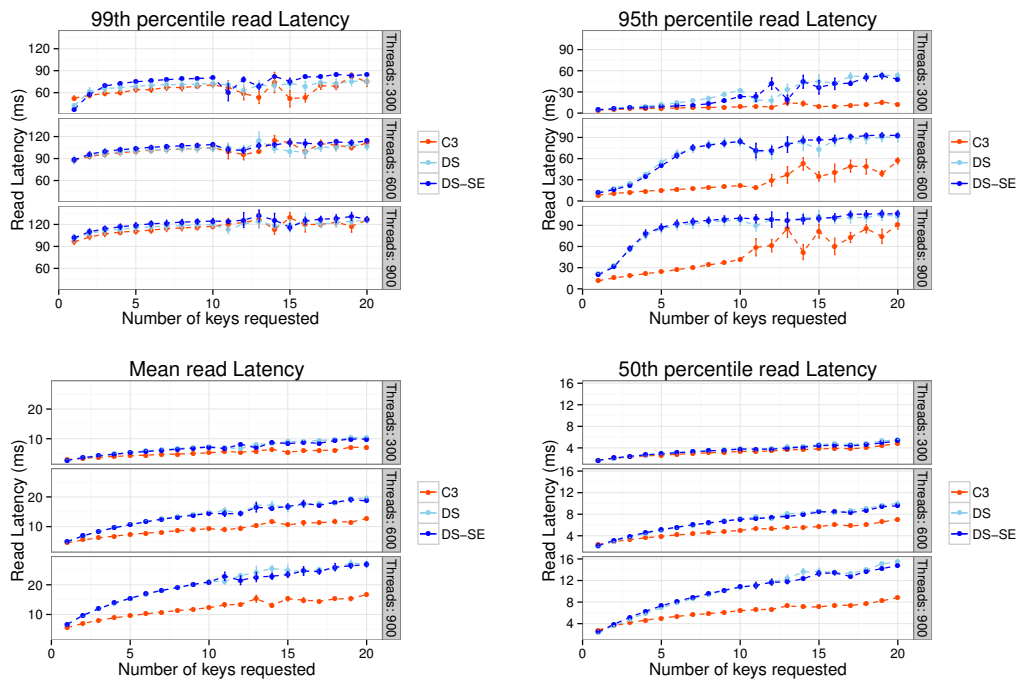 99th percentile read Latency
Read Latency (ms)
120
90
60
Threads: 300
120
90
60
Threads: 600
120
90
60
Threads: 900
0
5
10
15
20
Number of keys requested
C3
DS
DS−SE
95th percentile read Latency
Read Latency (ms)
90
60
30
0
Threads: 300
90
60
30
0
Threads: 600
90
60
30
0
Threads: 900
0
5
10
15
20
Number of keys requested
C3
DS
DS−SE
Mean read Latency
Read Latency (ms)
20
10
Threads: 300
20
10
Threads: 600
20
10
Threads: 900
0
5
10
15
20
Number of keys requested
C3
DS
DS−SE
50th percentile read Latency
Read Latency (ms)
16
12
8
4
Threads: 300
16
12
8
4
Threads: 600
16
12
8
4
Threads: 900
0
5
10
15
20
Number of keys requested
C3
DS
DS−SE